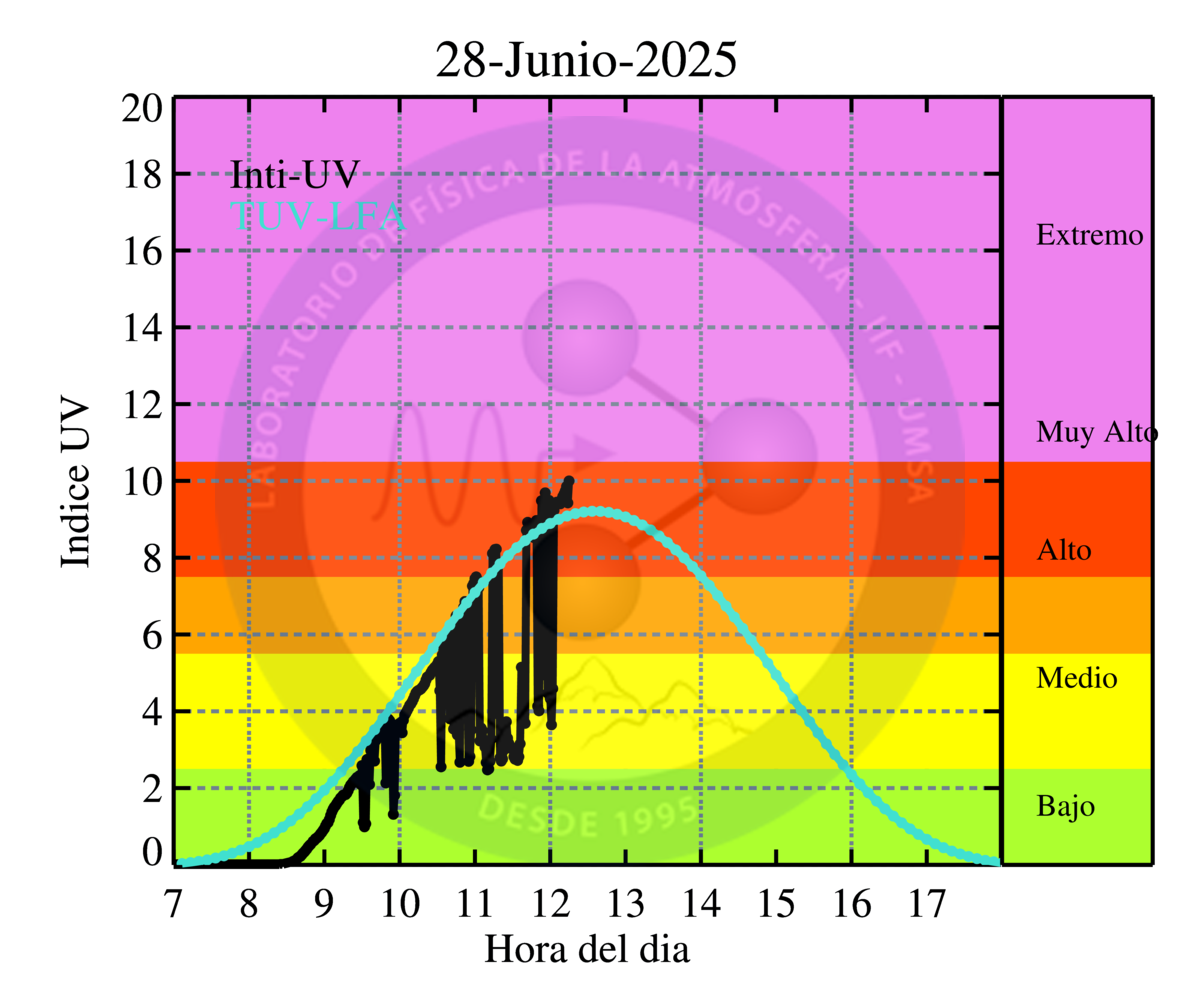 28-Junio-2025
20
18
16
14
12
10
8
6
4
2
0
Indice UV
Inti-UV
TUV-LFA
LABORATORIO DE FÍSICA DE LA ATMÓSFERA - IIF - UMSA
DESDE 1995
Extremo
Muy Alto
Alto
Medio
Bajo
7 8 9 10 11 12 13 14 15 16 17
Hora del dia